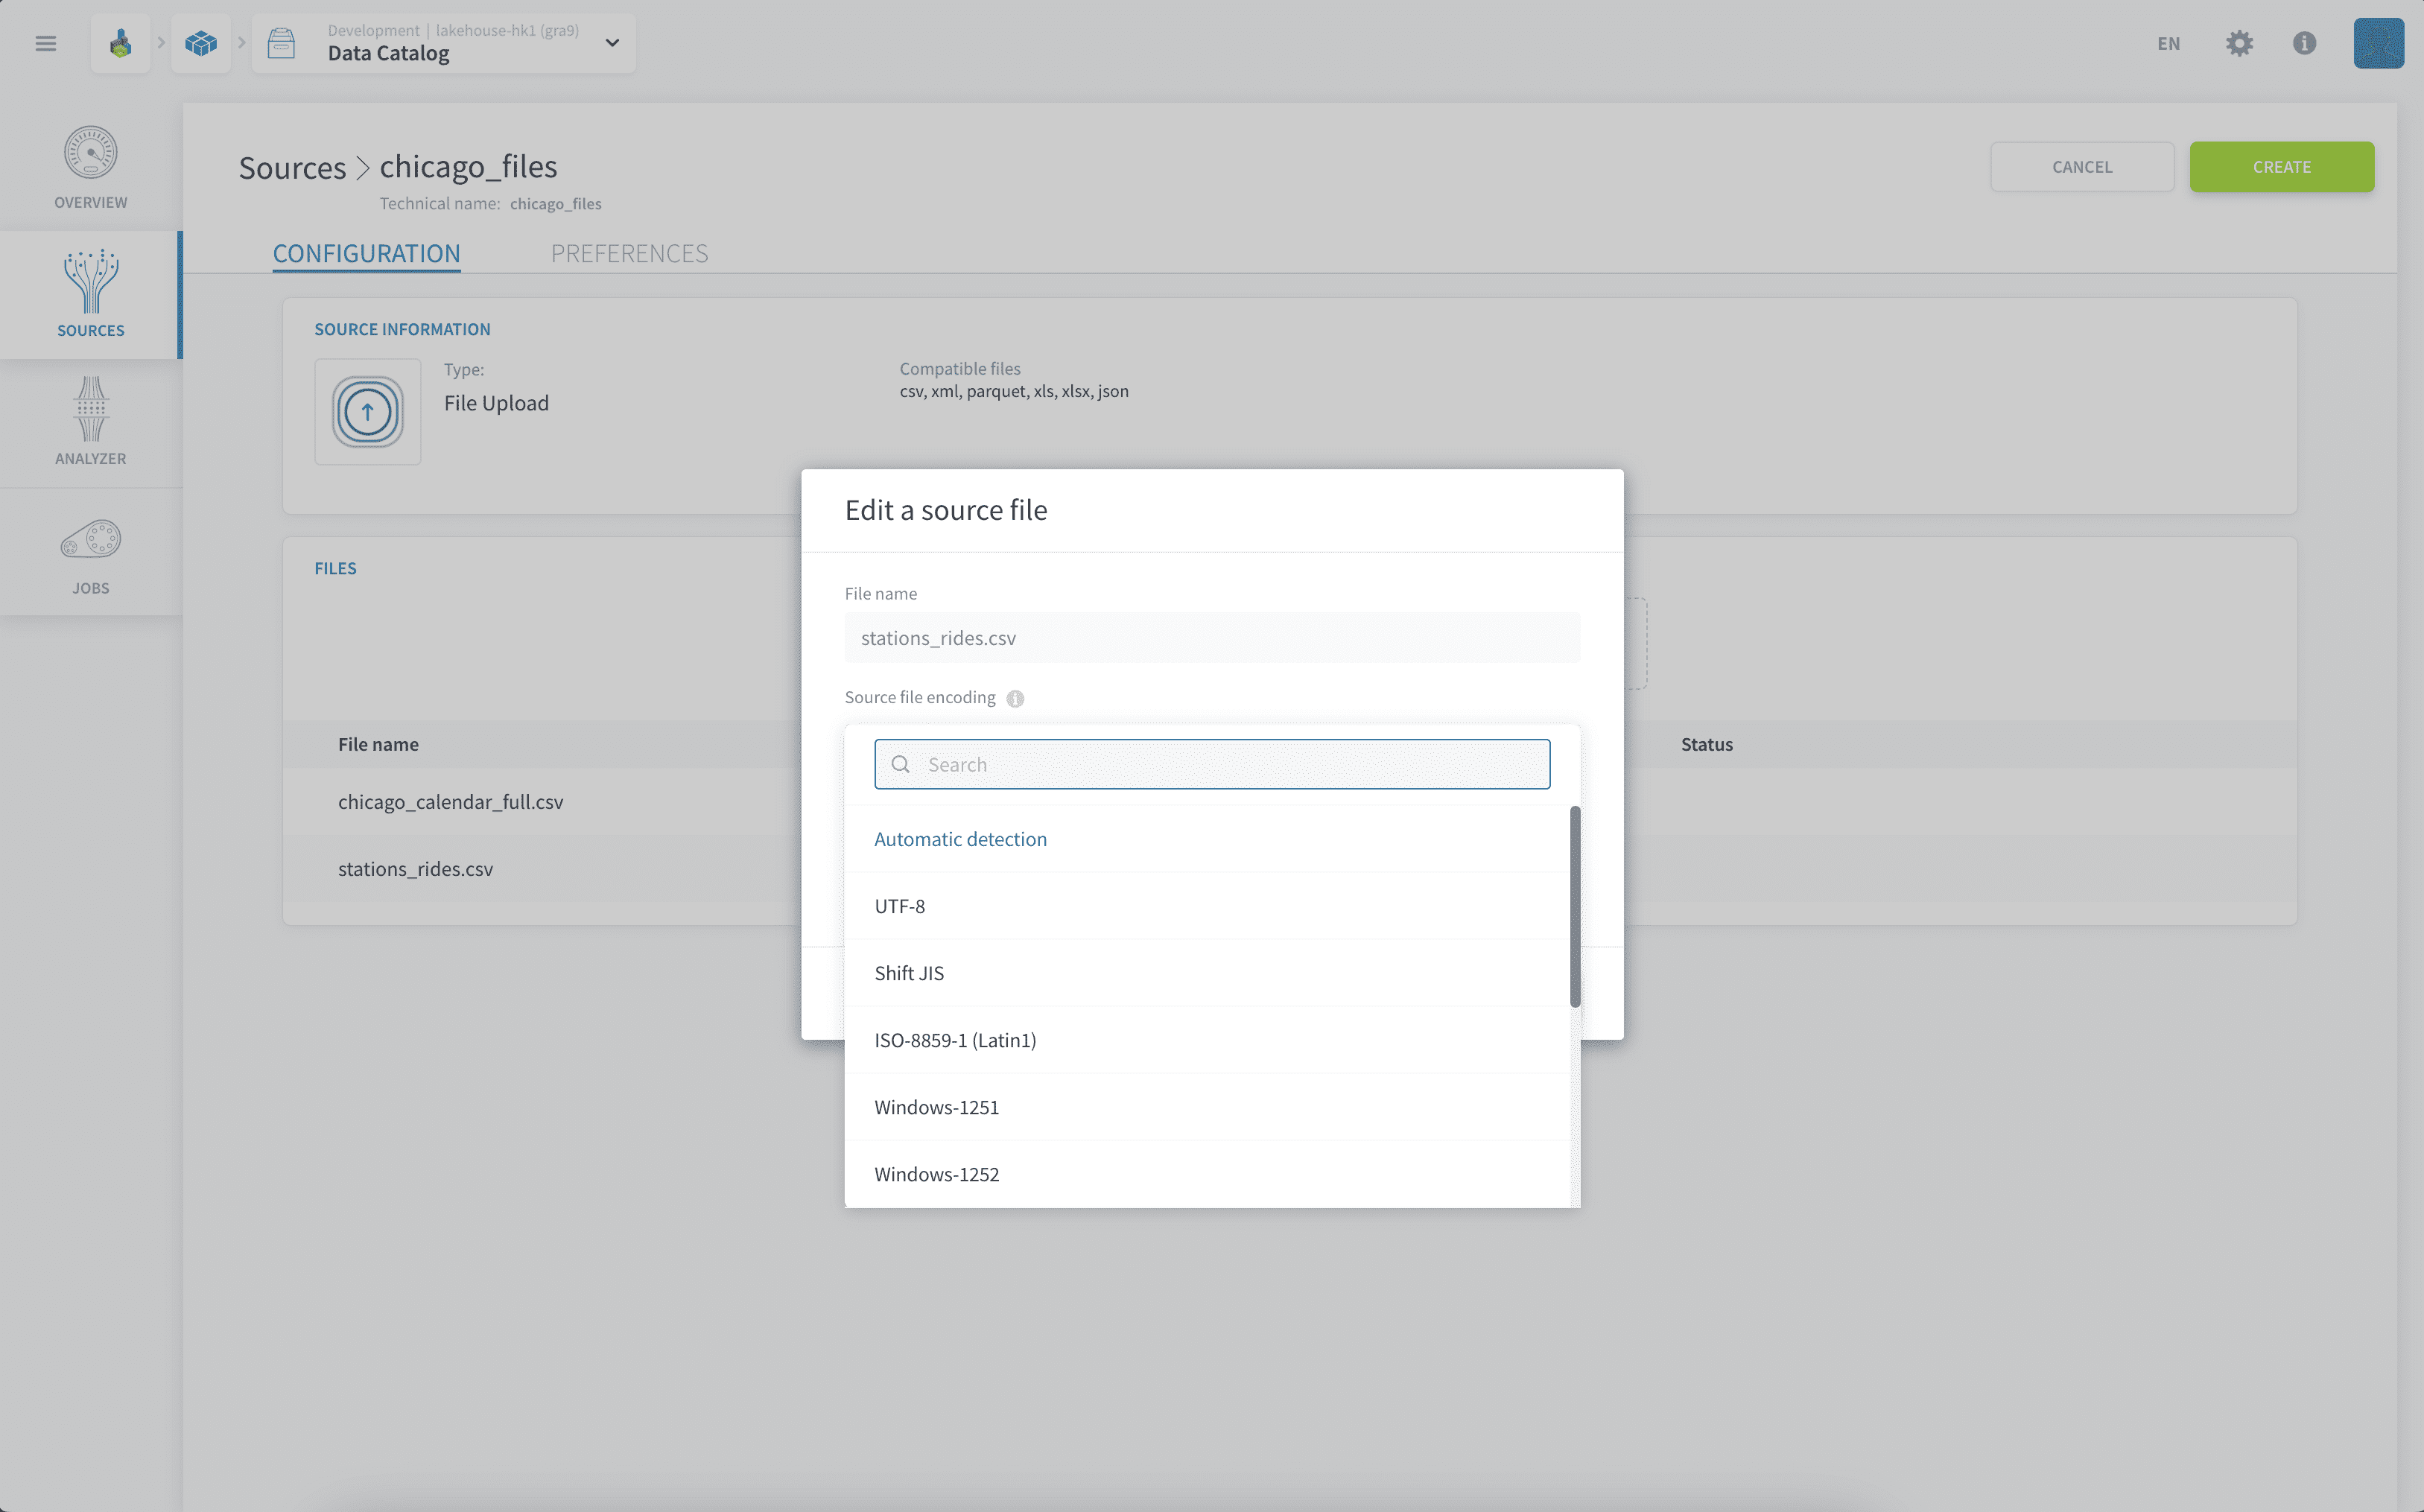 Development | lakehouse-hk1 (gra9)
Data Catalog
EN
OVERVIEW
SOURCES
ANALYZER
JOBS
Sources > chicago_files
Technical name: chicago_files
CANCEL
CREATE
CONFIGURATION
PREFERENCES
SOURCE INFORMATION
Type:
File Upload
Compatible files
csv, xml, parquet, xls, xlsx, json
FILES
File name
Status
chicago_calendar_full.csv
stations_rides.csv
Edit a source file
File name
stations_rides.csv
Source file encoding
Search
Automatic detection
UTF-8
Shift JIS
ISO-8859-1 (Latin1)
Windows-1251
Windows-1252